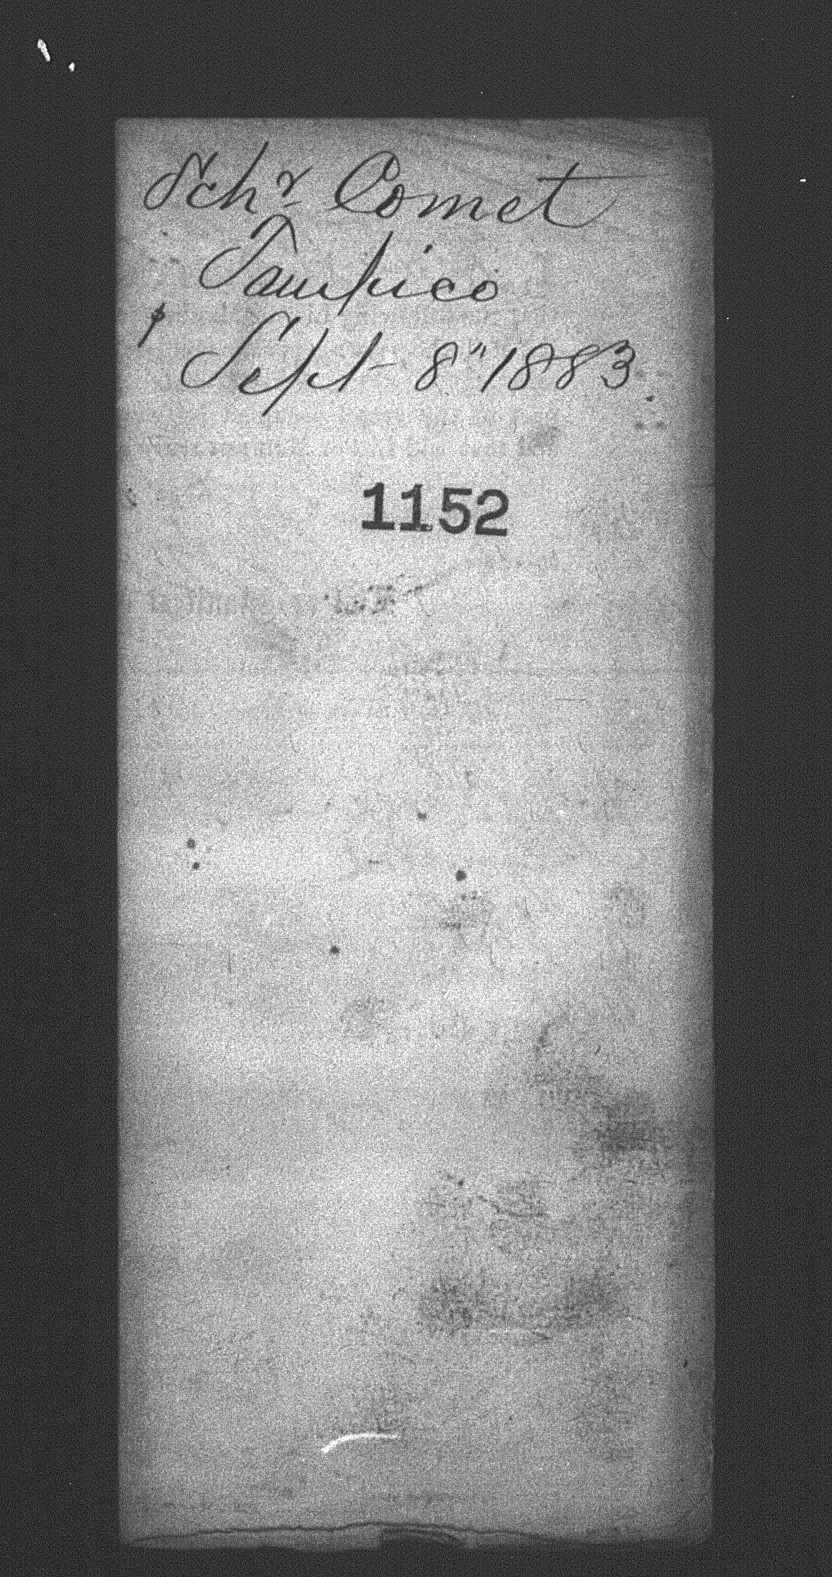 Schr Comet
Tampico
Sept 8" 1883
1152